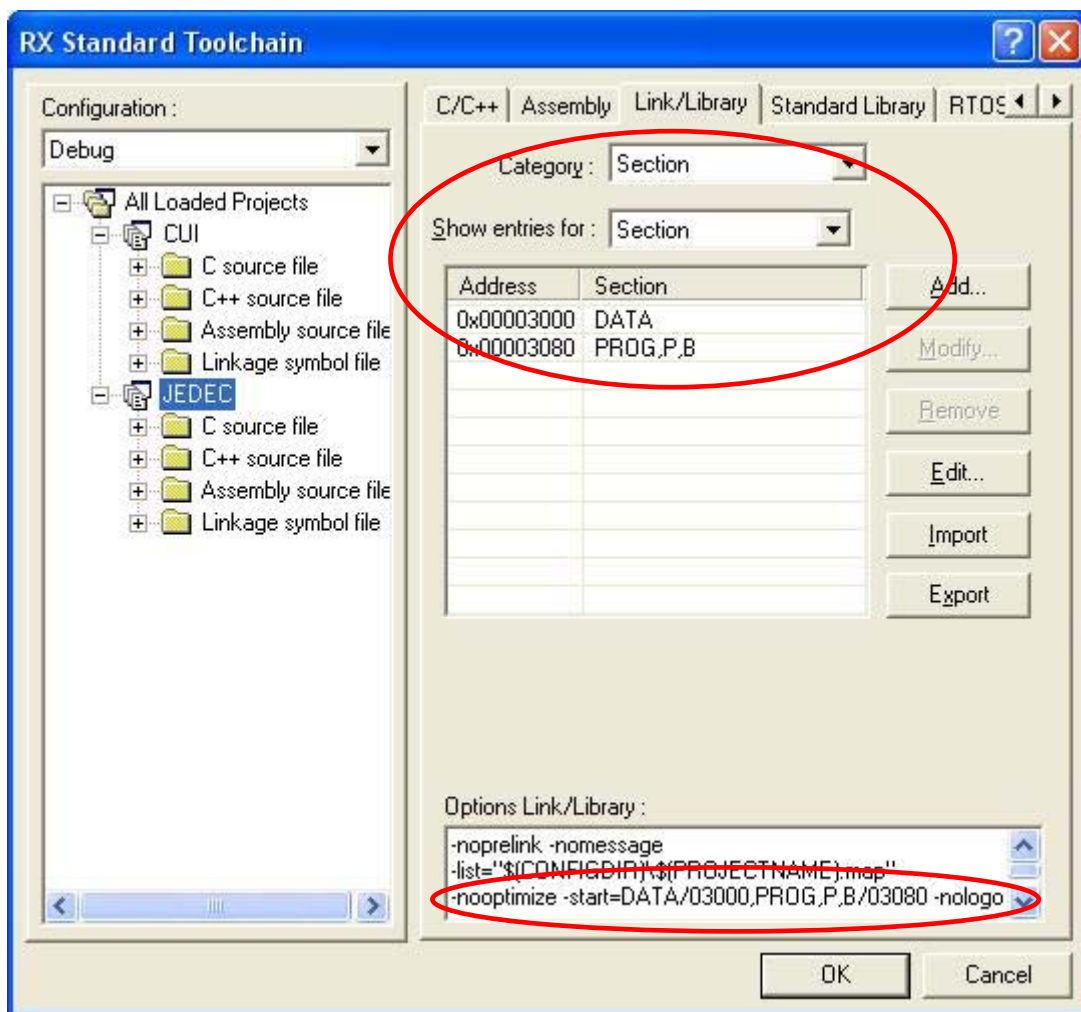 RX Standard Toolchain
Configuration :
Debug
All Loaded Projects
CUI
C source file
C++ source file
Assembly source file
Linkage symbol file
JEDEC
C source file
C++ source file
Assembly source file
Linkage symbol file
C/C++ Assembly Link/Library Standard Library RTOS
Category : Section
Show entries for : Section
Address Section
0x00003000 DATA
0x00003080 PROG,P,B
Add...
Modify...
Remove
Edit...
Import
Export
Options Link/Library :
-noprelink -nomessage
-list="$(CONFIGDIR)\$(PROJECTNAME).map"
-nooptimize -start=DATA/03000,PROG,P,B/03080 -nologo
OK Cancel